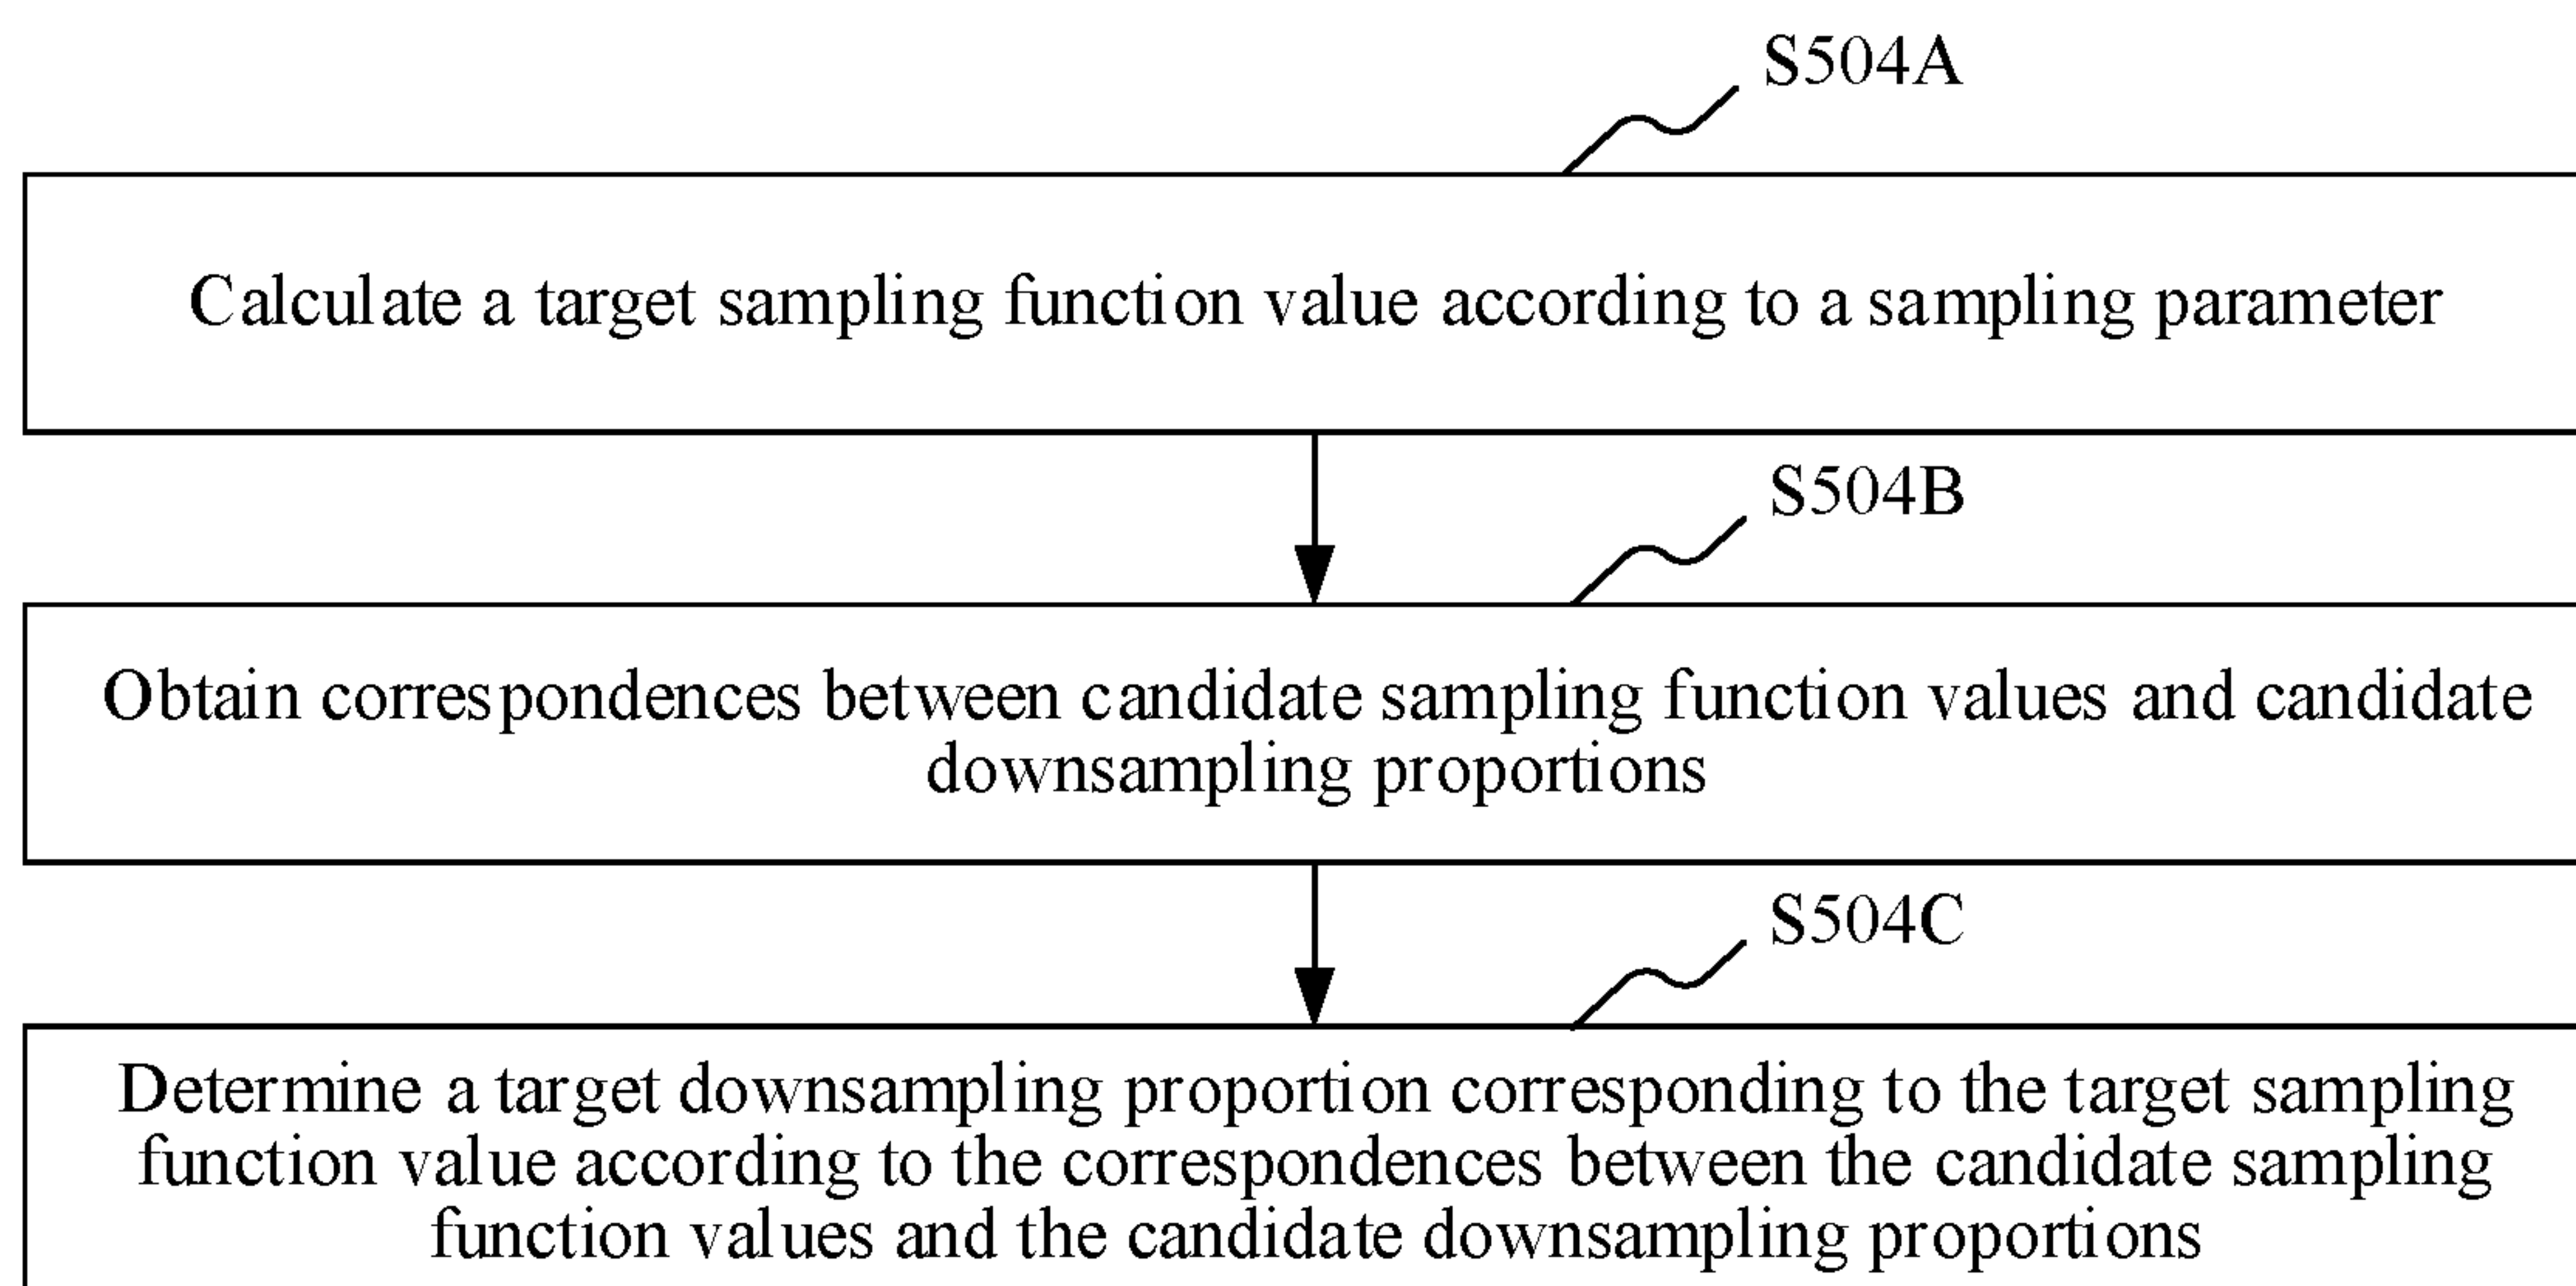 S504A
Calculate a target sampling function value according to a sampling parameter
S504B
Obtain correspondences between candidate sampling function values and candidate
downsampling proportions
S504C
Determine a target downsampling proportion corresponding to the target sampling
function value according to the correspondences between the candidate sampling
function values and the candidate downsampling proportions